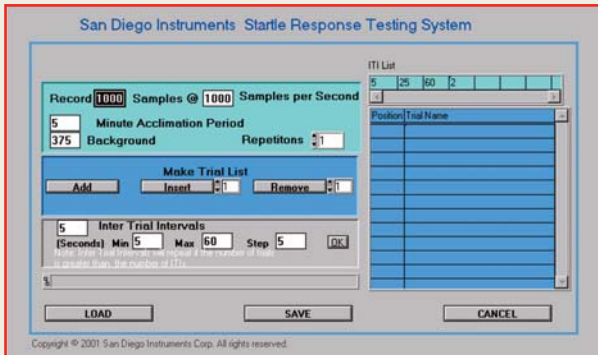 San Diego Instruments Startle Response Testing System
ITI List
5 25 60 2
Record 1000 Samples @ 1000 Samples per Second
5 Minute Acclimation Period
375 Background Repetitons 1
Position Trial Name
Make Trial List
Add Insert 1 Remove 1
5 Inter Trial Intervals
(Seconds) Min 5 Max 60 Step 5 OK
Note: Inter Trial Intervals will repeat if the number of trials
is greater than, the number of ITIs
%
LOAD SAVE CANCEL
Copyright © 2001 San Diego Instruments Corp. All rights reserved.